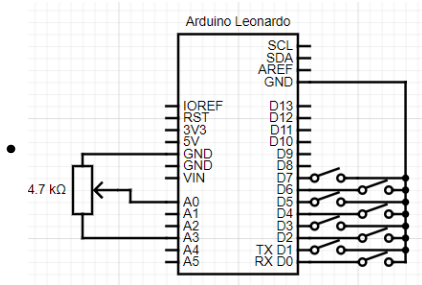 Arduino Leonardo
SCL
SDA
AREF
GND
IOREF
RST
3V3
5V
GND
GND
VIN
A0
A1
A2
A3
A4
A5
D13
D12
D11
D10
D9
D8
D7
D6
D5
D4
D3
D2
TX D1
RX D0
4.7 kΩ